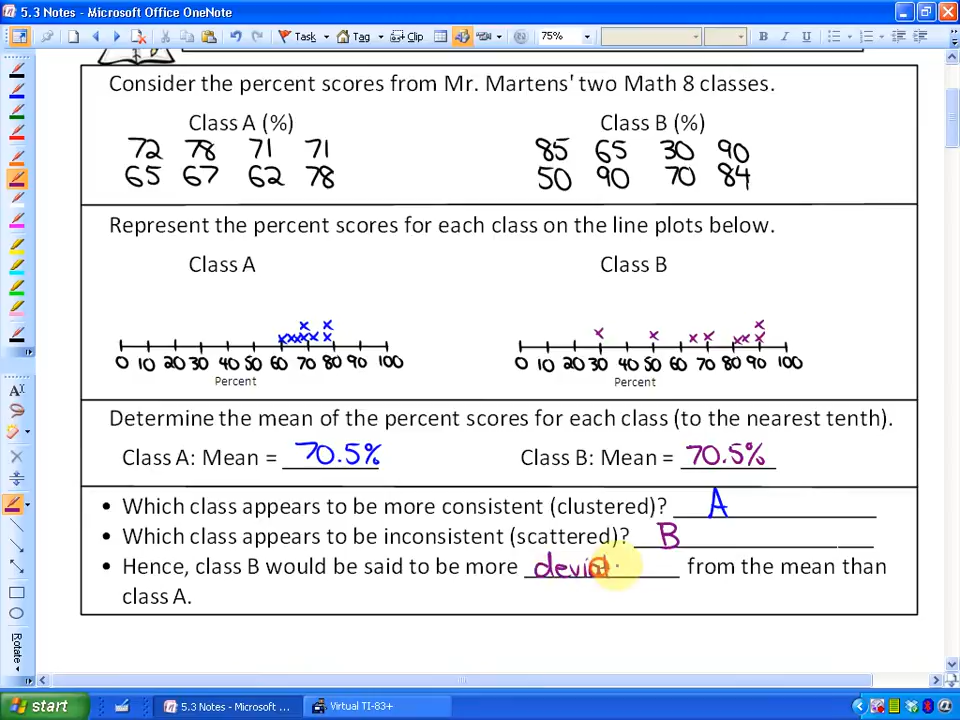 5.3 Notes - Microsoft Office OneNote
Task Tag Clip 75% B I U
Consider the percent scores from Mr. Martens' two Math 8 classes.
Class A (%) Class B (%)
72 78 71 71 85 65 30 90
65 67 62 78 50 90 70 84
Represent the percent scores for each class on the line plots below.
Class A Class B
0 10 20 30 40 50 60 70 80 90 100 0 10 20 30 40 50 60 70 80 90 100
Percent Percent
Determine the mean of the percent scores for each class (to the nearest tenth).
Class A: Mean = 70.5% Class B: Mean = 70.5%
• Which class appears to be more consistent (clustered)? A
• Which class appears to be inconsistent (scattered)? B
• Hence, class B would be said to be more devia from the mean than
class A.
Rotate
start 5.3 Notes - Microsoft ... Virtual TI-83+